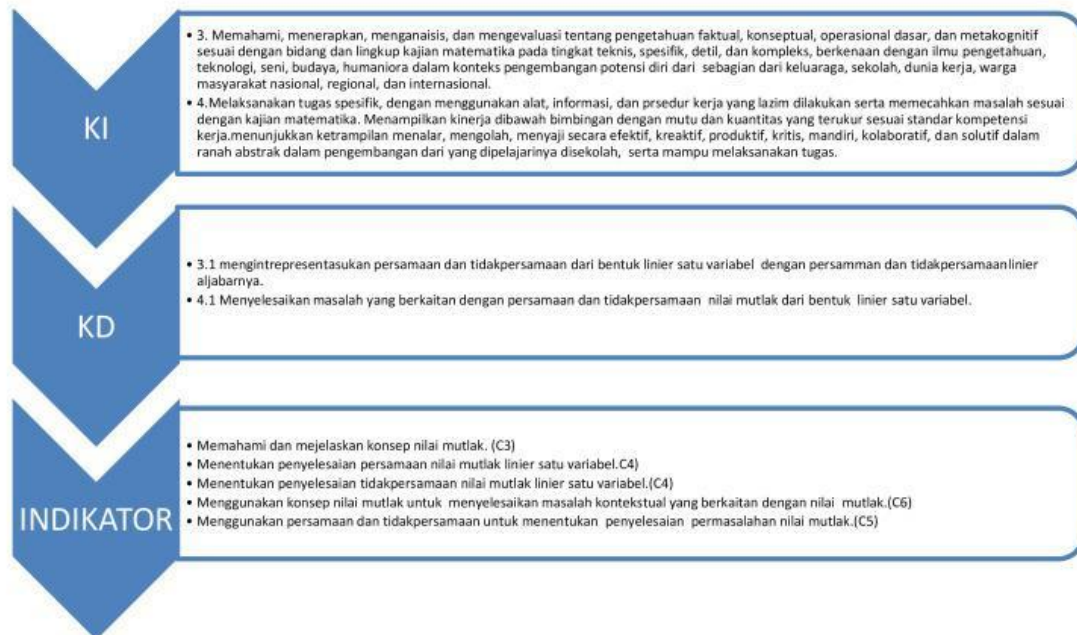 KI
• 3. Memahami, menerapkan, menganaisis, dan mengevaluasi tentang pengetahuan faktual, konseptual, operasional dasar, dan metakognitif
sesuai dengan bidang dan lingkup kajian matematika pada tingkat teknis, spesifik, detil, dan kompleks, berkenaan dengan ilmu pengetahuan,
teknologi, seni, budaya, humaniora dalam konteks pengembangan potensi diri dari sebagian dari keluaraga, sekolah, dunia kerja, warga
masyarakat nasional, regional, dan internasional.
• 4.Melaksanakan tugas spesifik, dengan menggunakan alat, informasi, dan prsedur kerja yang lazim dilakukan serta memecahkan masalah sesuai
dengan kajian matematika. Menampilkan kinerja dibawah bimbingan dengan mutu dan kuantitas yang terukur sesuai standar kompetensi
kerja.menunjukkan ketrampilan menalar, mengolah, menyaji secara efektif, kreaktif, produktif, kritis, mandiri, kolaboratif, dan solutif dalam
ranah abstrak dalam pengembangan dari yang dipelajarinya disekolah, serta mampu melaksanakan tugas.
KD
• 3.1 mengintrepresentasukan persamaan dan tidakpersamaan dari bentuk linier satu variabel dengan persamman dan tidakpersamaanlinier
aljabarnya.
• 4.1 Menyelesaikan masalah yang berkaitan dengan persamaan dan tidakpersamaan nilai mutlak dari bentuk linier satu variabel.
INDIKATOR
• Memahami dan mejelaskan konsep nilai mutlak. (C3)
• Menentukan penyelesaian persamaan nilai mutlak linier satu variabel.C4)
• Menentukan penyelesaian tidakpersamaan nilai mutlak linier satu variabel.(C4)
• Menggunakan konsep nilai mutlak untuk menyelesaikan masalah kontekstual yang berkaitan dengan nilai mutlak.(C6)
• Menggunakan persamaan dan tidakpersamaan untuk menentukan penyelesaian permasalahan nilai mutlak.(C5)